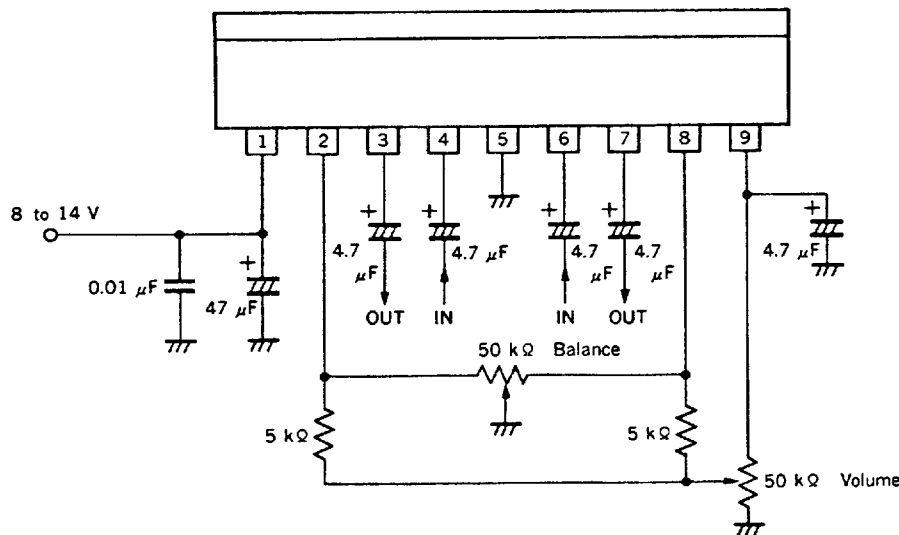 1 2 3 4 5 6 7 8 9
8 to 14 V
0.01 μF
+
47 μF
+
4.7
μF
OUT
+
4.7 μF
IN
+
4.7
μF
IN
+
4.7
μF
OUT
+
4.7 μF
50 kΩ Balance
5 kΩ
5 kΩ
50 kΩ Volume